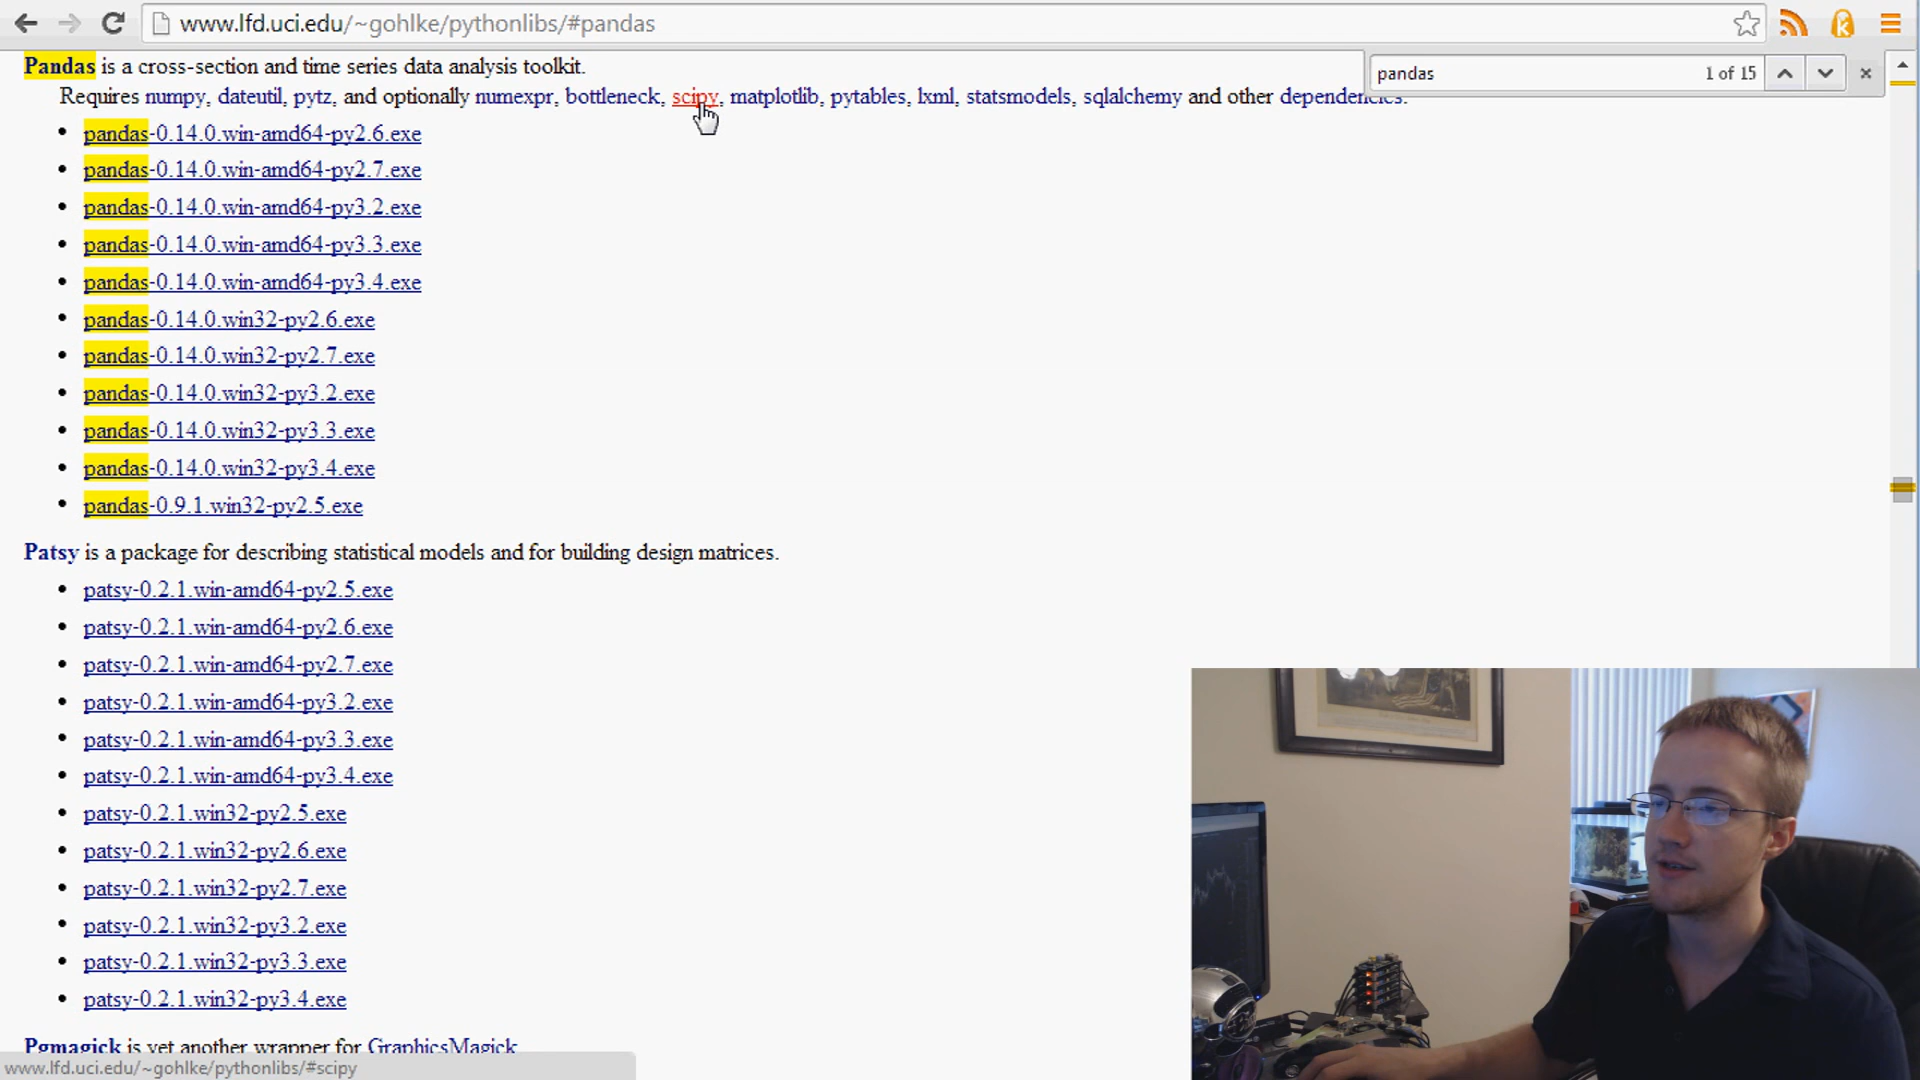 www.lfd.uci.edu/~gohlke/pythonlibs/#pandas
pandas 1 of 15
Pandas is a cross-section and time series data analysis toolkit.
Requires numpy, dateutil, pytz, and optionally numexpr, bottleneck, scipy, matplotlib, pytables, lxml, statsmodels, sqlalchemy and other dependencies.
• pandas-0.14.0.win-amd64-py2.6.exe
• pandas-0.14.0.win-amd64-py2.7.exe
• pandas-0.14.0.win-amd64-py3.2.exe
• pandas-0.14.0.win-amd64-py3.3.exe
• pandas-0.14.0.win-amd64-py3.4.exe
• pandas-0.14.0.win32-py2.6.exe
• pandas-0.14.0.win32-py2.7.exe
• pandas-0.14.0.win32-py3.2.exe
• pandas-0.14.0.win32-py3.3.exe
• pandas-0.14.0.win32-py3.4.exe
• pandas-0.9.1.win32-py2.5.exe
Patsy is a package for describing statistical models and for building design matrices.
• patsy-0.2.1.win-amd64-py2.5.exe
• patsy-0.2.1.win-amd64-py2.6.exe
• patsy-0.2.1.win-amd64-py2.7.exe
• patsy-0.2.1.win-amd64-py3.2.exe
• patsy-0.2.1.win-amd64-py3.3.exe
• patsy-0.2.1.win-amd64-py3.4.exe
• patsy-0.2.1.win32-py2.5.exe
• patsy-0.2.1.win32-py2.6.exe
• patsy-0.2.1.win32-py2.7.exe
• patsy-0.2.1.win32-py3.2.exe
• patsy-0.2.1.win32-py3.3.exe
• patsy-0.2.1.win32-py3.4.exe
Pgmagick is yet another wrapper for GraphicsMagick
www.lfd.uci.edu/~gohlke/pythonlibs/#scipy